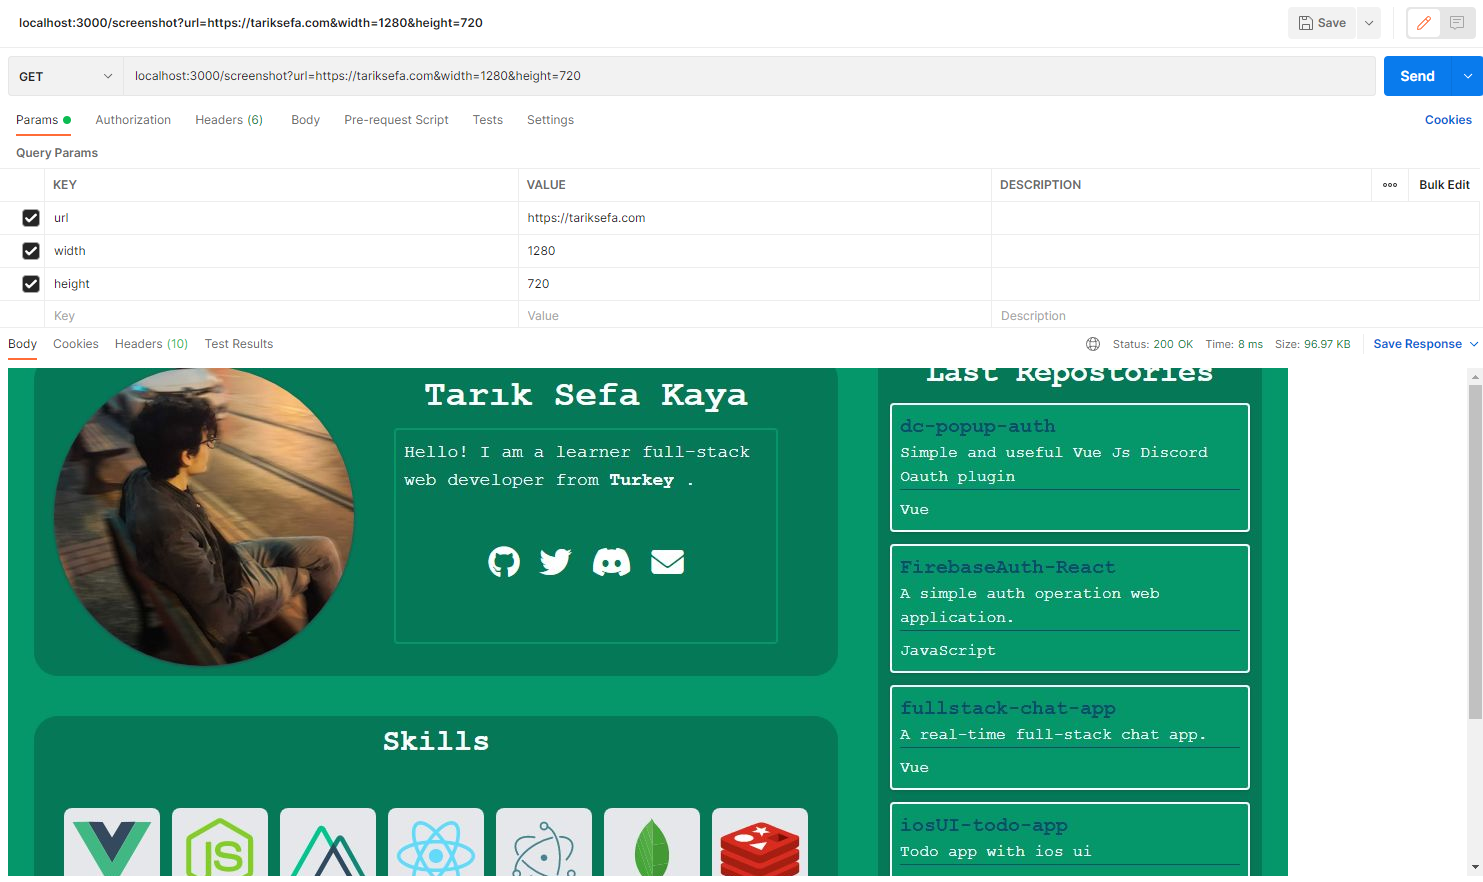 localhost:3000/screenshot?url=https://tariksefa.com&width=1280&height=720
Save
GET
localhost:3000/screenshot?url=https://tariksefa.com&width=1280&height=720
Send
Params
Authorization
Headers (6)
Body
Pre-request Script
Tests
Settings
Cookies
Query Params
KEY
VALUE
DESCRIPTION
Bulk Edit
url
https://tariksefa.com
width
1280
height
720
Key
Value
Description
Body
Cookies
Headers (10)
Test Results
Status: 200 OK
Time: 8 ms
Size: 96.97 KB
Save Response
Tarık Sefa Kaya
Hello! I am a learner full-stack
web developer from Turkey .
Skills
JS
Last Repostories
dc-popup-auth
Simple and useful Vue Js Discord
Oauth plugin
Vue
FirebaseAuth-React
A simple auth operation web
application.
JavaScript
fullstack-chat-app
A real-time full-stack chat app.
Vue
iosUI-todo-app
Todo app with ios ui